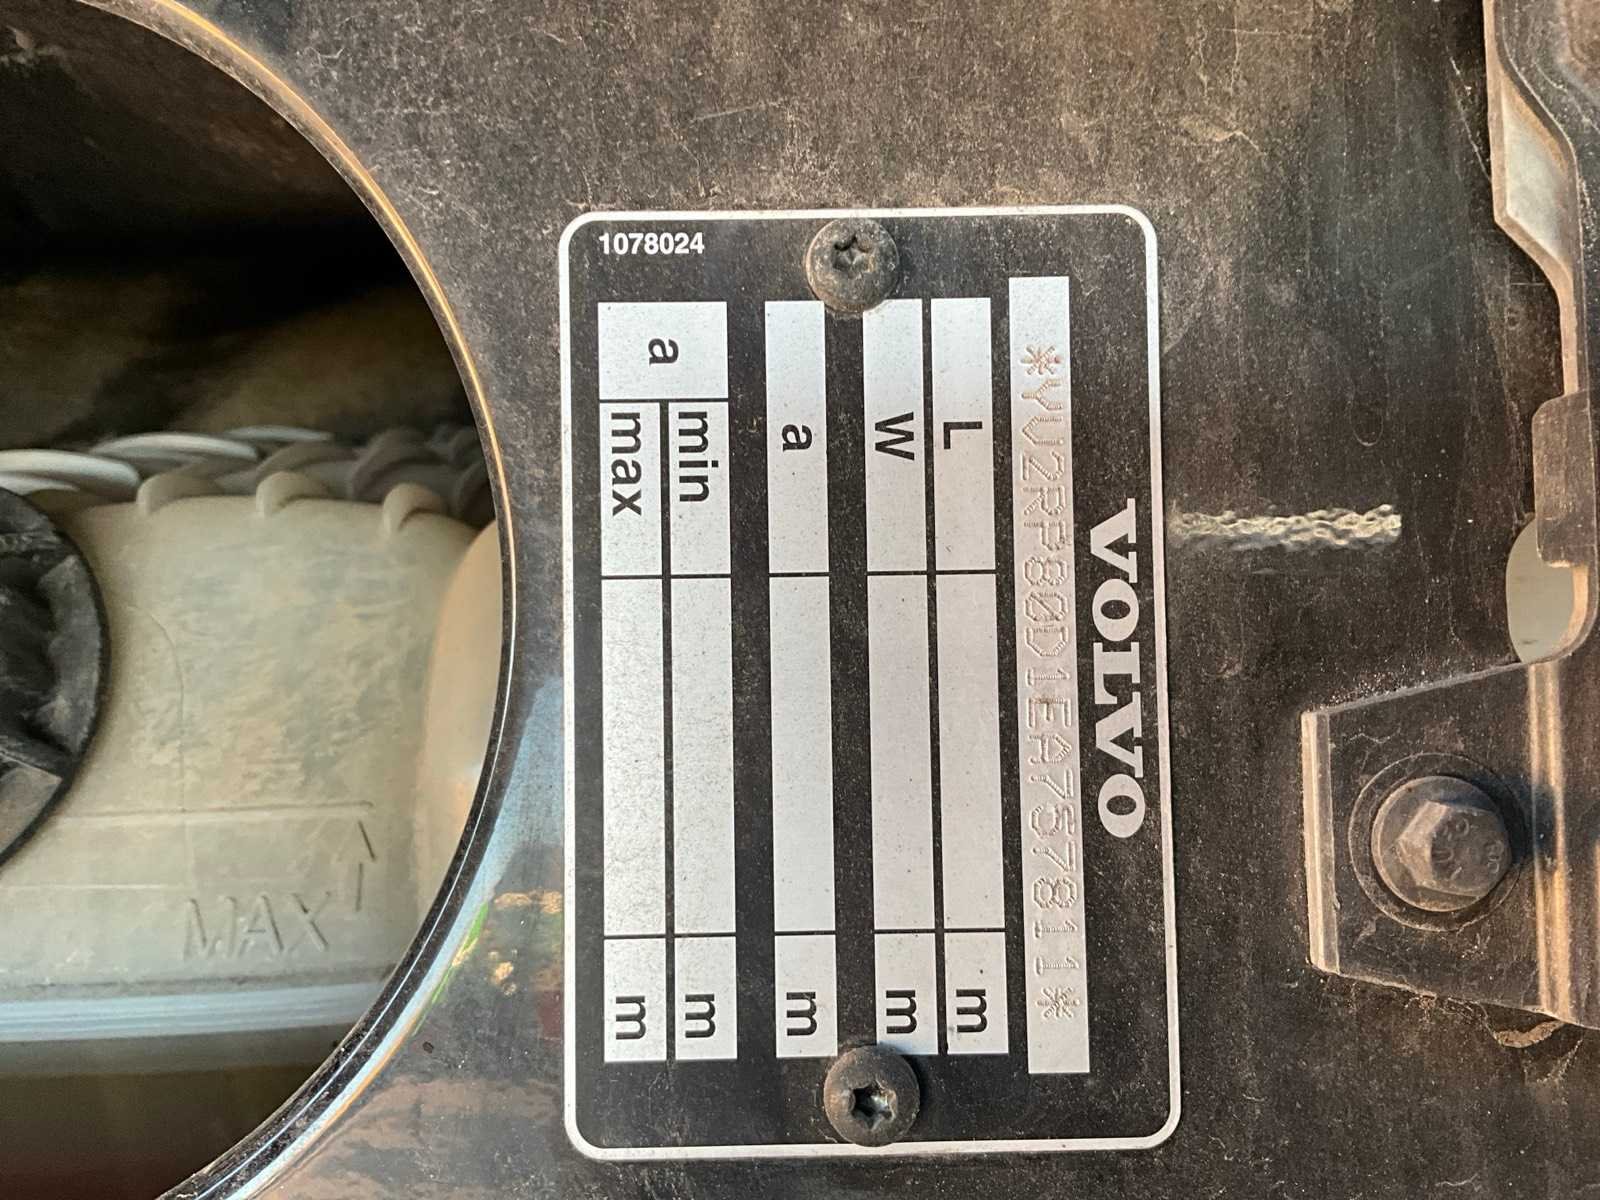 1078024
VOLVO
*YV2RP80D1EA757811*
L m
W m
a m
a min m
max m
MAX